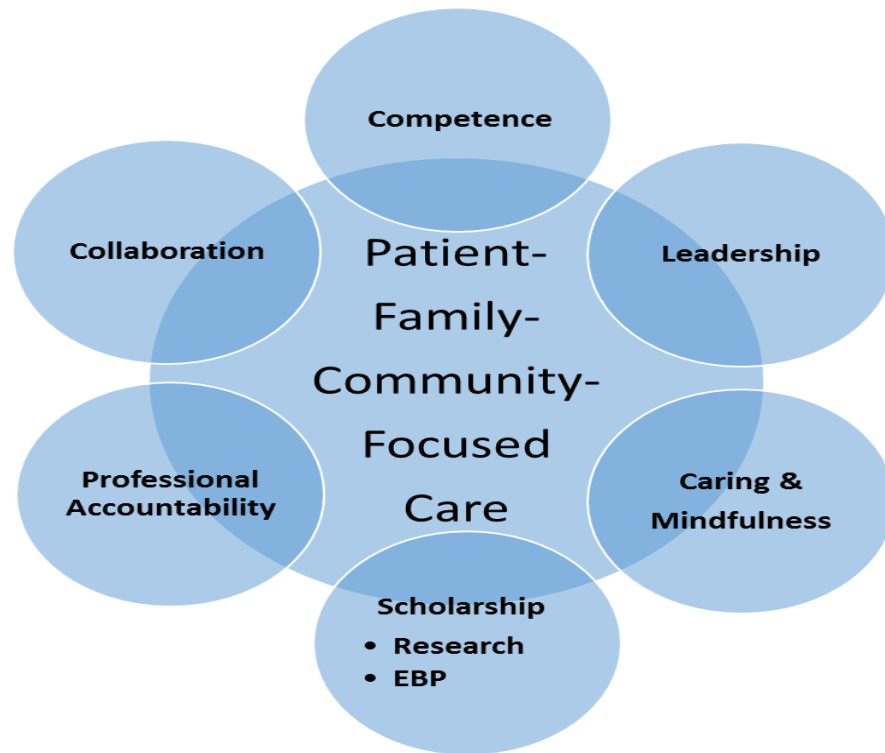 Competence
Collaboration
Leadership
Patient-
Family-
Community-
Focused
Care
Professional
Accountability
Caring &
Mindfulness
Scholarship
• Research
• EBP